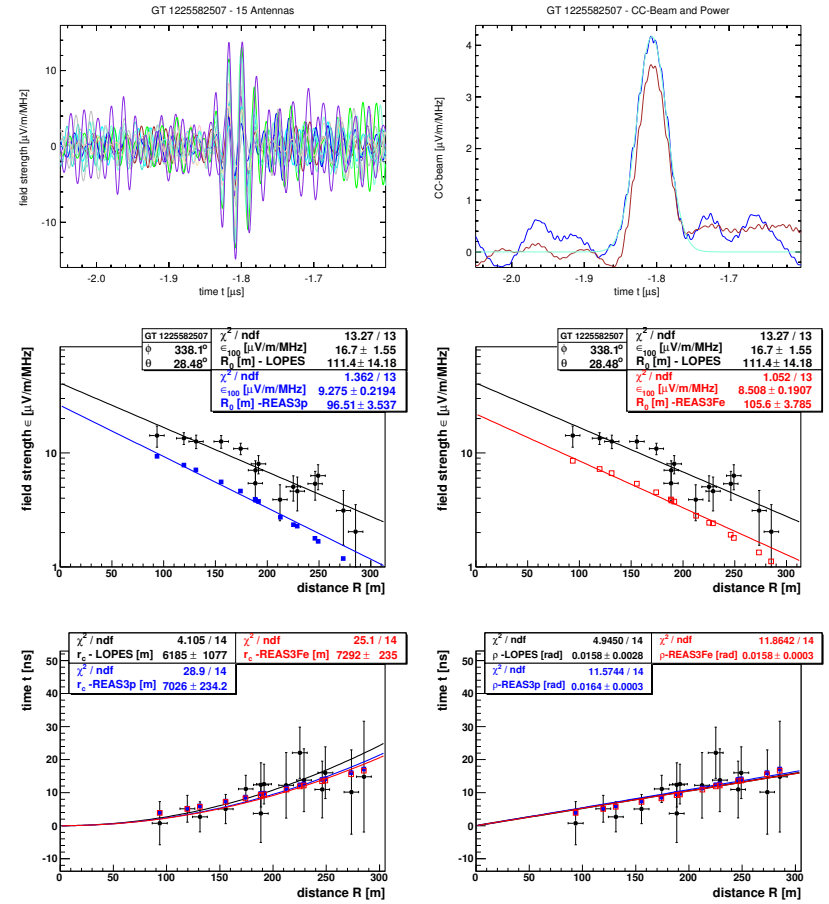 GT 1225582507 - 15 Antennas
field strength [μV/m/MHz]
10
0
-10
-2.0
-1.9
-1.8
-1.7
time t [μs]
GT 1225582507 - CC-Beam and Power
CC-beam [μV/m/MHz]
4
3
2
1
0
-2.0
-1.9
-1.8
-1.7
time t [μs]
GT 1225582507
ϕ 338.1°
θ 28.48°
χ² / ndf 13.27 / 13
ϵ₁₀₀ [μV/m/MHz] 16.7 ± 1.55
R₀ [m] - LOPES 111.4 ± 14.18
χ² / ndf 1.362 / 13
ϵ₁₀₀ [μV/m/MHz] 9.275 ± 0.2194
R₀ [m] -REAS3p 96.51 ± 3.537
field strength ϵ [μV/m/MHz]
10
1
0
50
100
150
200
250
300
distance R [m]
GT 1225582507
ϕ 338.1°
θ 28.48°
χ² / ndf 13.27 / 13
ϵ₁₀₀ [μV/m/MHz] 16.7 ± 1.55
R₀ [m] - LOPES 111.4 ± 14.18
χ² / ndf 1.052 / 13
ϵ₁₀₀ [μV/m/MHz] 8.508 ± 0.1907
R₀ [m] -REAS3Fe 105.6 ± 3.785
field strength ϵ [μV/m/MHz]
10
1
0
50
100
150
200
250
300
distance R [m]
χ² / ndf 4.105 / 14
r_c - LOPES [m] 6185 ± 1077
χ² / ndf 25.1 / 14
r_c -REAS3Fe [m] 7292 ± 235
χ² / ndf 28.9 / 14
r_c -REAS3p [m] 7026 ± 234.2
time t [ns]
50
40
30
20
10
0
-10
0
50
100
150
200
250
300
distance R [m]
χ² / ndf 4.9450 / 14
ρ -LOPES [rad] 0.0158 ± 0.0028
χ² / ndf 11.8642 / 14
ρ-REAS3Fe [rad] 0.0158 ± 0.0003
χ² / ndf 11.5744 / 14
ρ-REAS3p [rad] 0.0164 ± 0.0003
time t [ns]
50
40
30
20
10
0
-10
0
50
100
150
200
250
300
distance R [m]